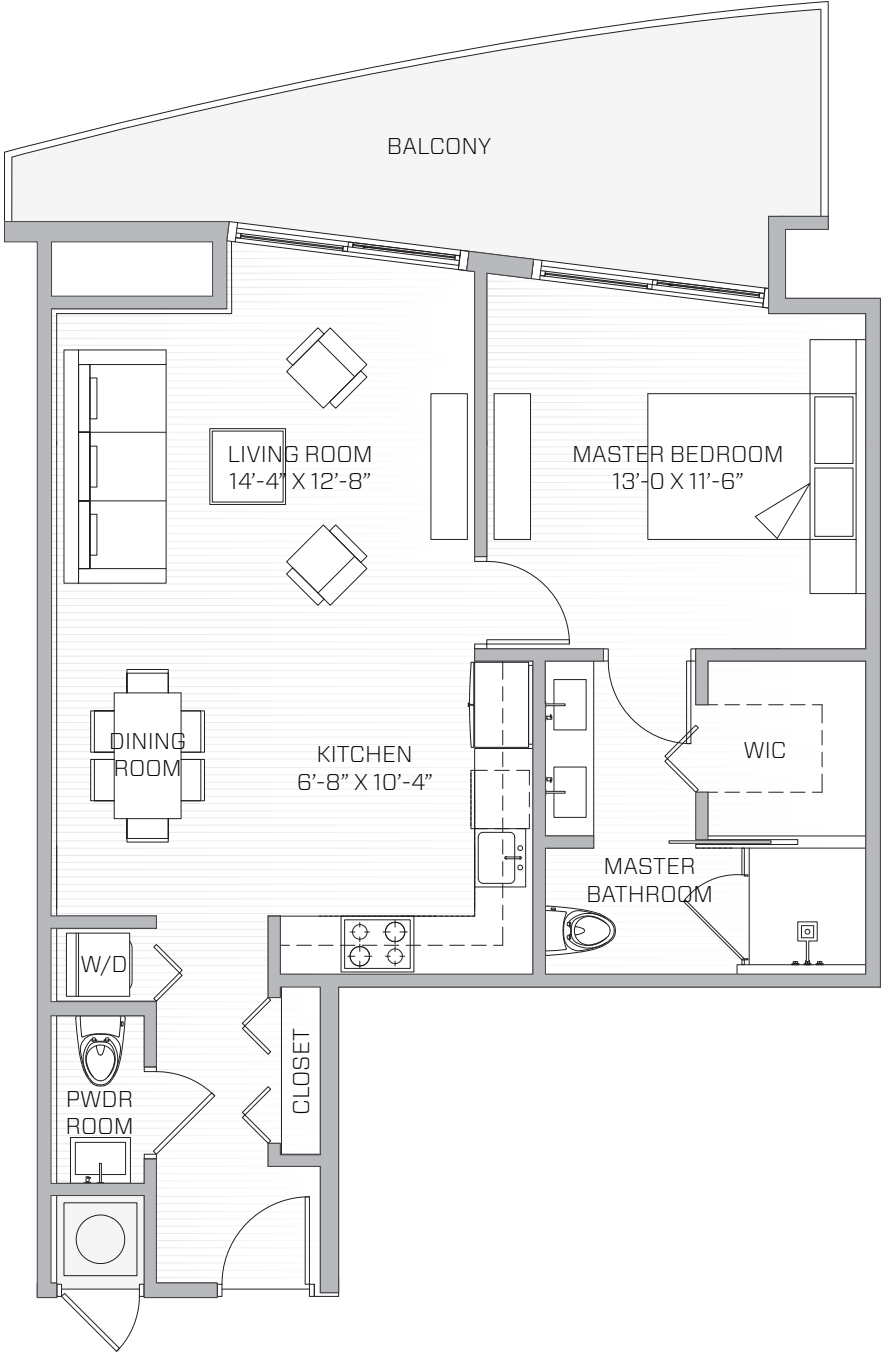 BALCONY
LIVING ROOM
14’-4” X 12’-8”
MASTER BEDROOM
13’-0 X 11’-6”
DINING
ROOM
KITCHEN
6’-8” X 10’-4”
WIC
MASTER
BATHROOM
W/D
CLOSET
PWDR
ROOM